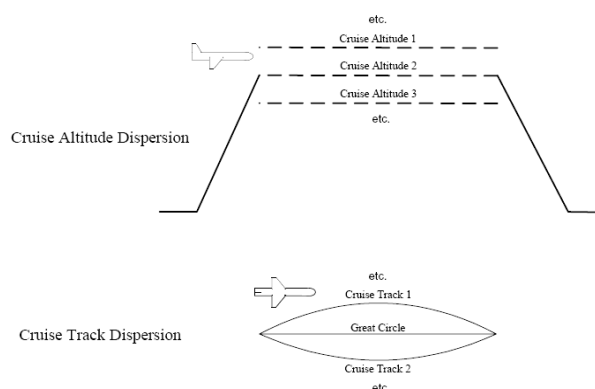 etc.
Cruise Altitude 1
Cruise Altitude 2
Cruise Altitude 3
etc.
Cruise Altitude Dispersion
etc.
Cruise Track 1
Great Circle
Cruise Track Dispersion
Cruise Track 2
etc.